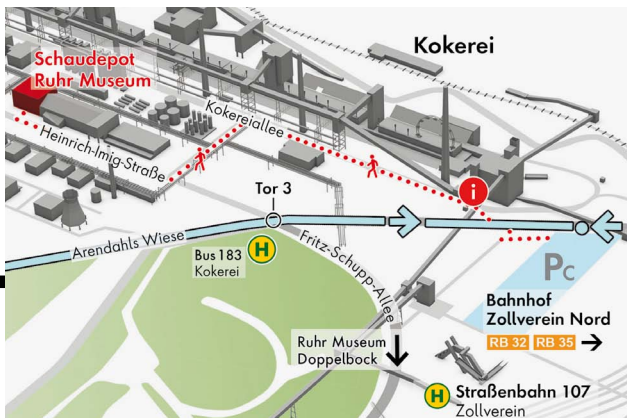 Kokerei
Schaudepot
Ruhr Museum
Kokereiallee
Heinrich-Imig-Straße
i
Tor 3
Arendahls Wiese
Bus 183
Kokerei
H
Fritz-Schupp-Allee
PC
Bahnhof
Zollverein Nord
RB 32 RB 35
Ruhr Museum
Doppelbock
H Straßenbahn 107
Zollverein